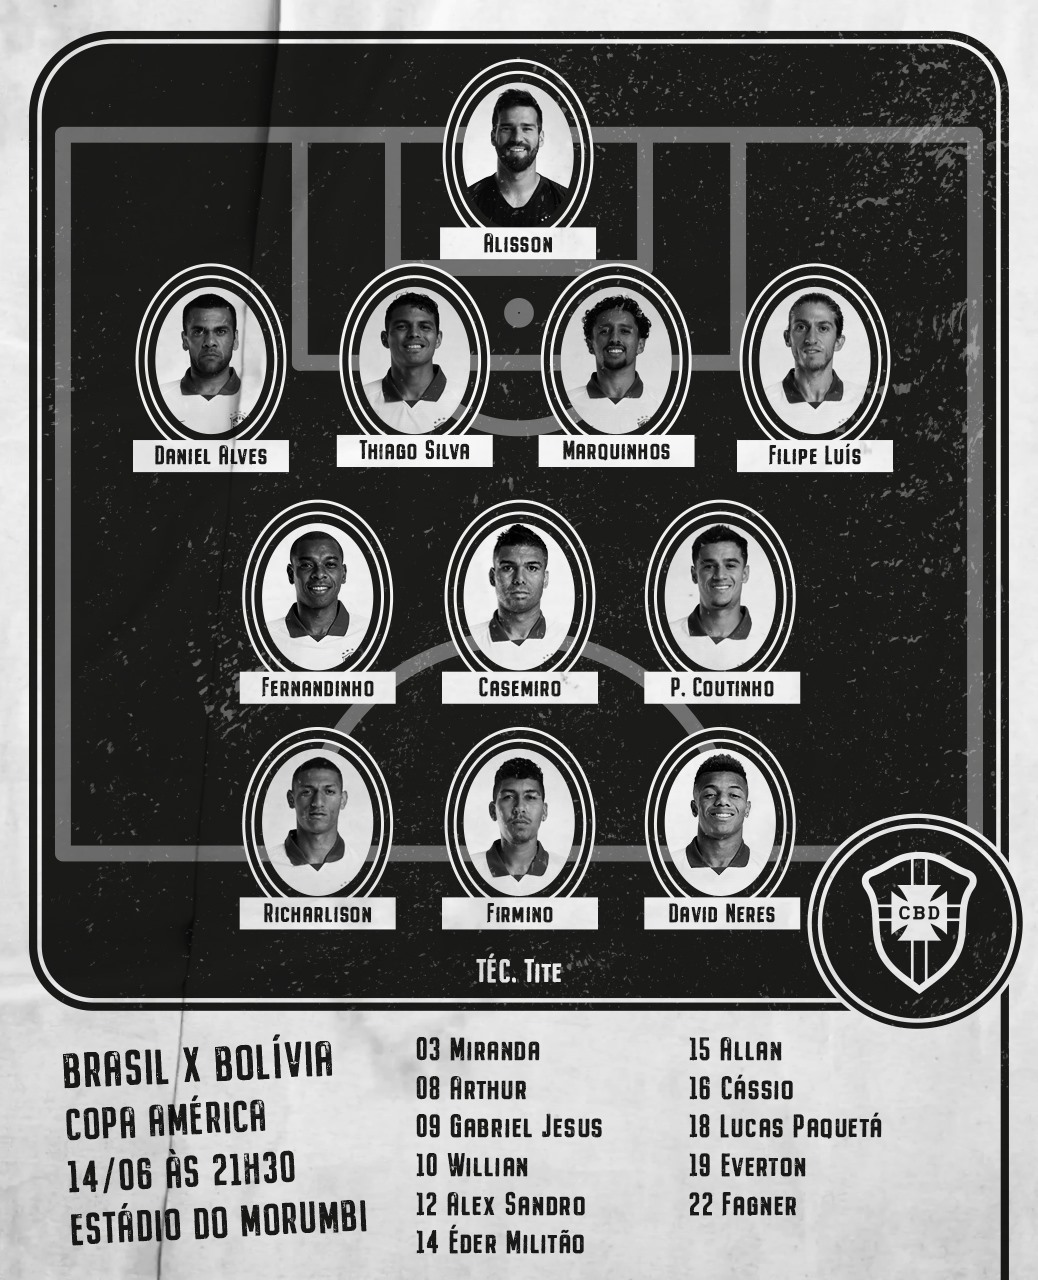 ALISSON
DANIEL ALVES
THIAGO SILVA
MARQUINHOS
FILIPE LUÍS
FERNANDINHO
CASEMIRO
P. COUTINHO
RICHARLISON
FIRMINO
DAVID NERES
CBD
TÉC. TITE
BRASIL X BOLÍVIA
COPA AMÉRICA
14/06 ÀS 21H30
ESTÁDIO DO MORUMBI
03 MIRANDA
08 ARTHUR
09 GABRIEL JESUS
10 WILLIAN
12 ALEX SANDRO
14 ÉDER MILITÃO
15 ALLAN
16 CÁSSIO
18 LUCAS PAQUETÁ
19 EVERTON
22 FAGNER